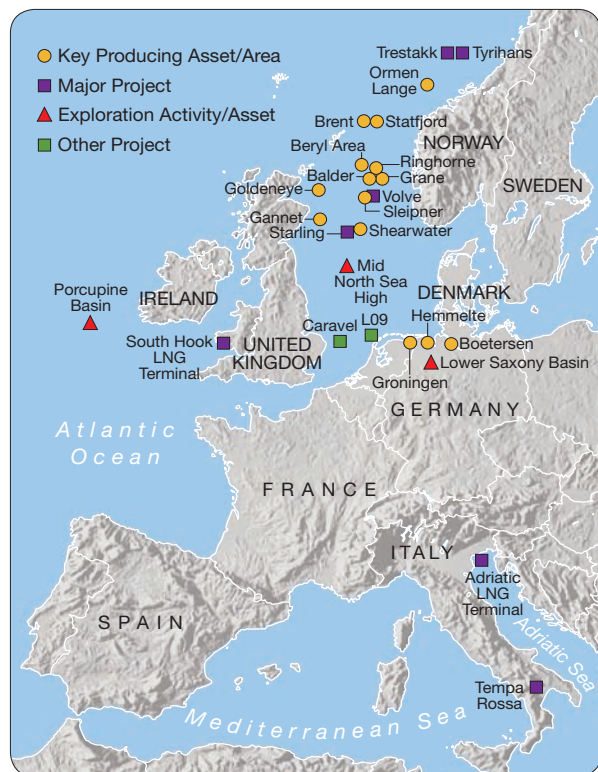 Key Producing Asset/Area
Major Project
Exploration Activity/Asset
Other Project
Trestakk
Tyrihans
Ormen
Lange
Brent
Statfjord
NORWAY
Beryl Area
Ringhorne
Balder
Grane
SWEDEN
Goldeneye
Volve
Sleipner
Gannet
Starling
Shearwater
Mid
North Sea
High
Porcupine
Basin
IRELAND
DENMARK
Hemmelte
Caravel
L09
South Hook
LNG
Terminal
UNITED
KINGDOM
Boetersen
Lower Saxony Basin
Groningen
GERMANY
Atlantic
Ocean
FRANCE
ITALY
Adriatic
LNG
Terminal
SPAIN
Adriatic Sea
Tempa
Rossa
Mediterranean Sea